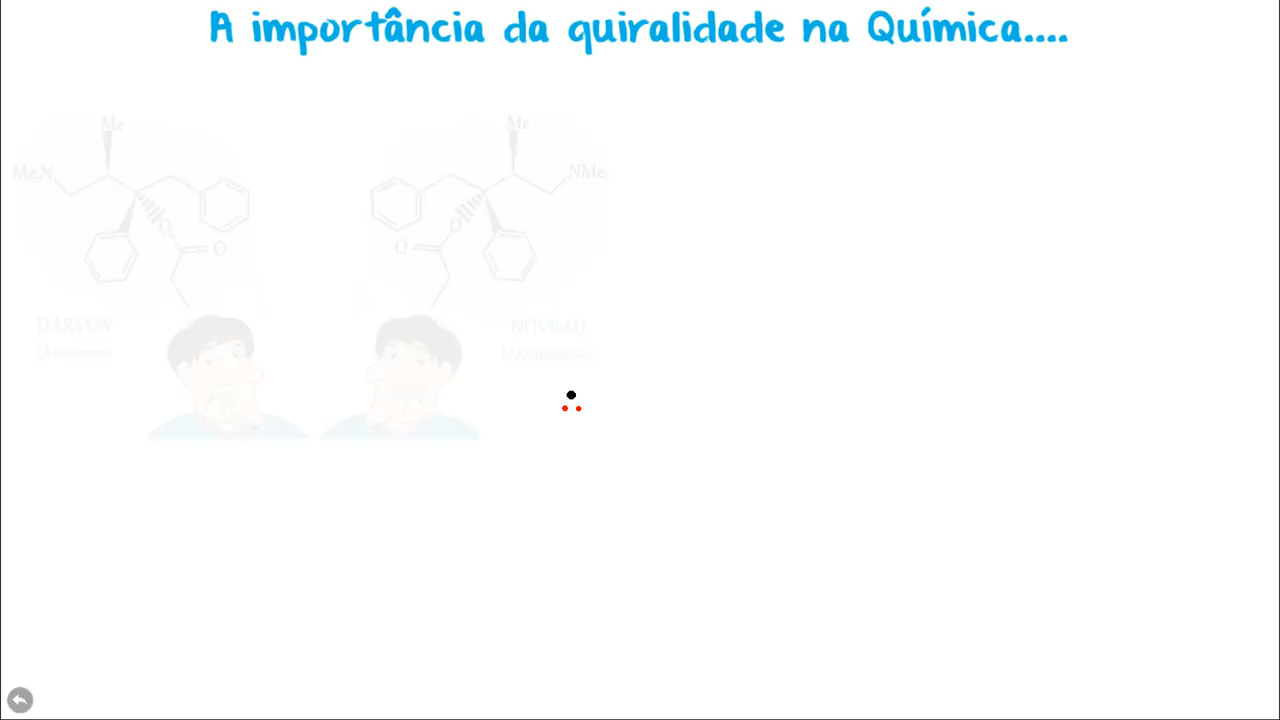 A importância da quiralidade na Química....
Me
Me
Me₂N
NMe₂
O
O
O
O
DARVON
NOVRAD